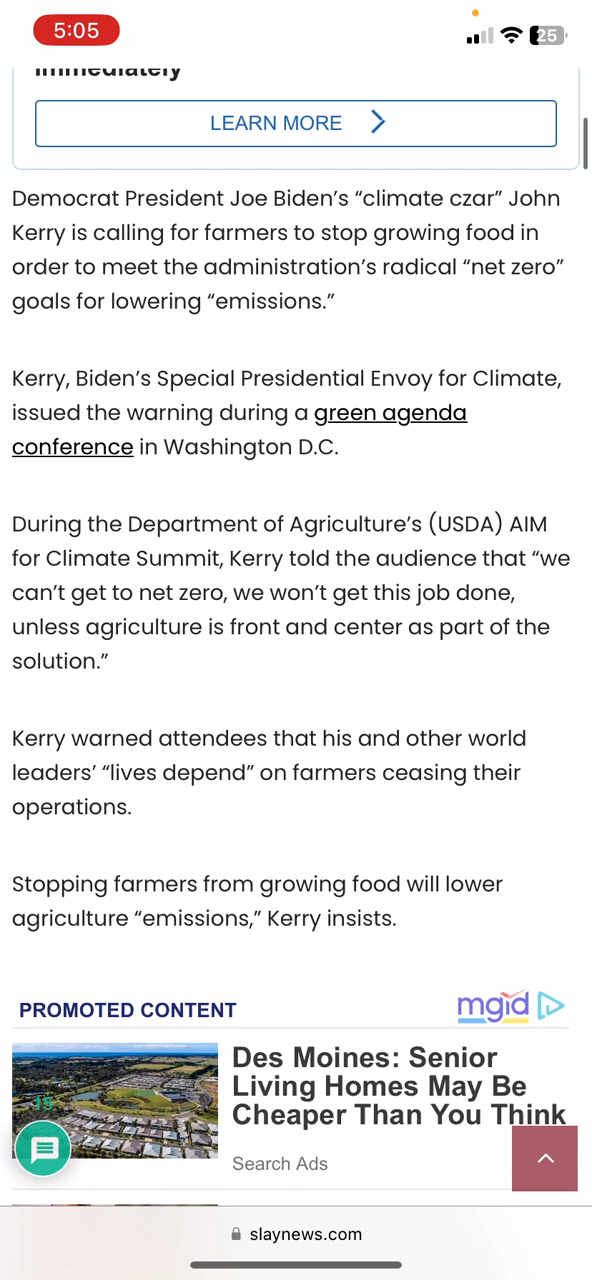 5:05
25
immediately
LEARN MORE
Democrat President Joe Biden’s “climate czar” John
Kerry is calling for farmers to stop growing food in
order to meet the administration’s radical “net zero”
goals for lowering “emissions.”
Kerry, Biden’s Special Presidential Envoy for Climate,
issued the warning during a green agenda
conference in Washington D.C.
During the Department of Agriculture’s (USDA) AIM
for Climate Summit, Kerry told the audience that “we
can’t get to net zero, we won’t get this job done,
unless agriculture is front and center as part of the
solution.”
Kerry warned attendees that his and other world
leaders’ “lives depend” on farmers ceasing their
operations.
Stopping farmers from growing food will lower
agriculture “emissions,” Kerry insists.
PROMOTED CONTENT
mgid
Des Moines: Senior
Living Homes May Be
Cheaper Than You Think
15
Search Ads
slaynews.com